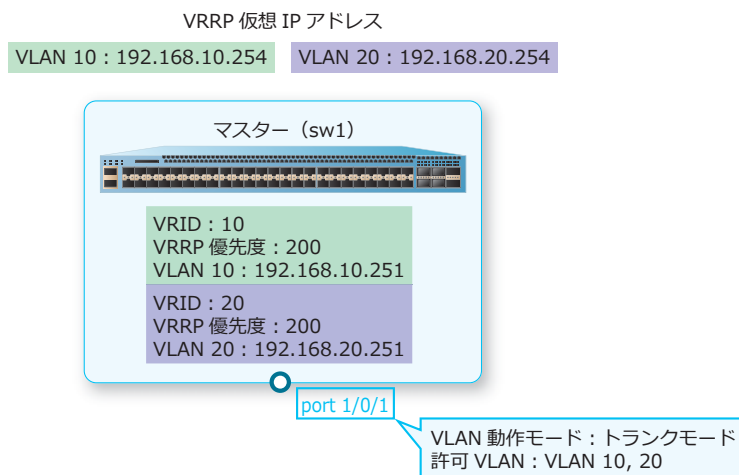 VRRP 仮想 IP アドレス
VLAN 10：192.168.10.254
VLAN 20：192.168.20.254
マスター（sw1）
VRID：10
VRRP 優先度：200
VLAN 10：192.168.10.251
VRID：20
VRRP 優先度：200
VLAN 20：192.168.20.251
port 1/0/1
VLAN 動作モード：トランクモード
許可 VLAN：VLAN 10, 20